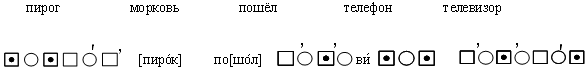 пирог морковь пошёл телефон телевизор
[пирóк] по[шóл] ви́